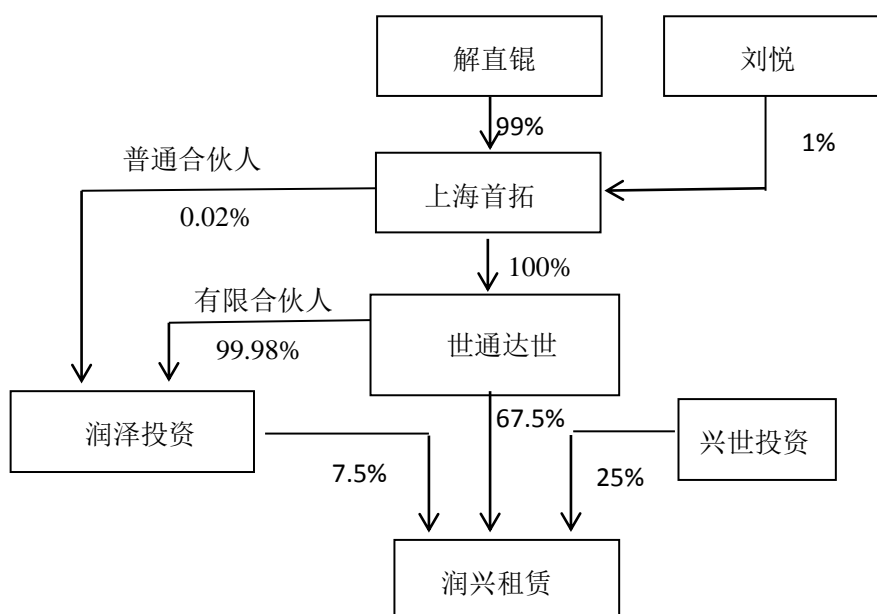 解直锟
刘悦
99%
1%
普通合伙人
0.02%
上海首拓
100%
有限合伙人
99.98%
世通达世
润泽投资
67.5%
兴世投资
7.5%
25%
润兴租赁